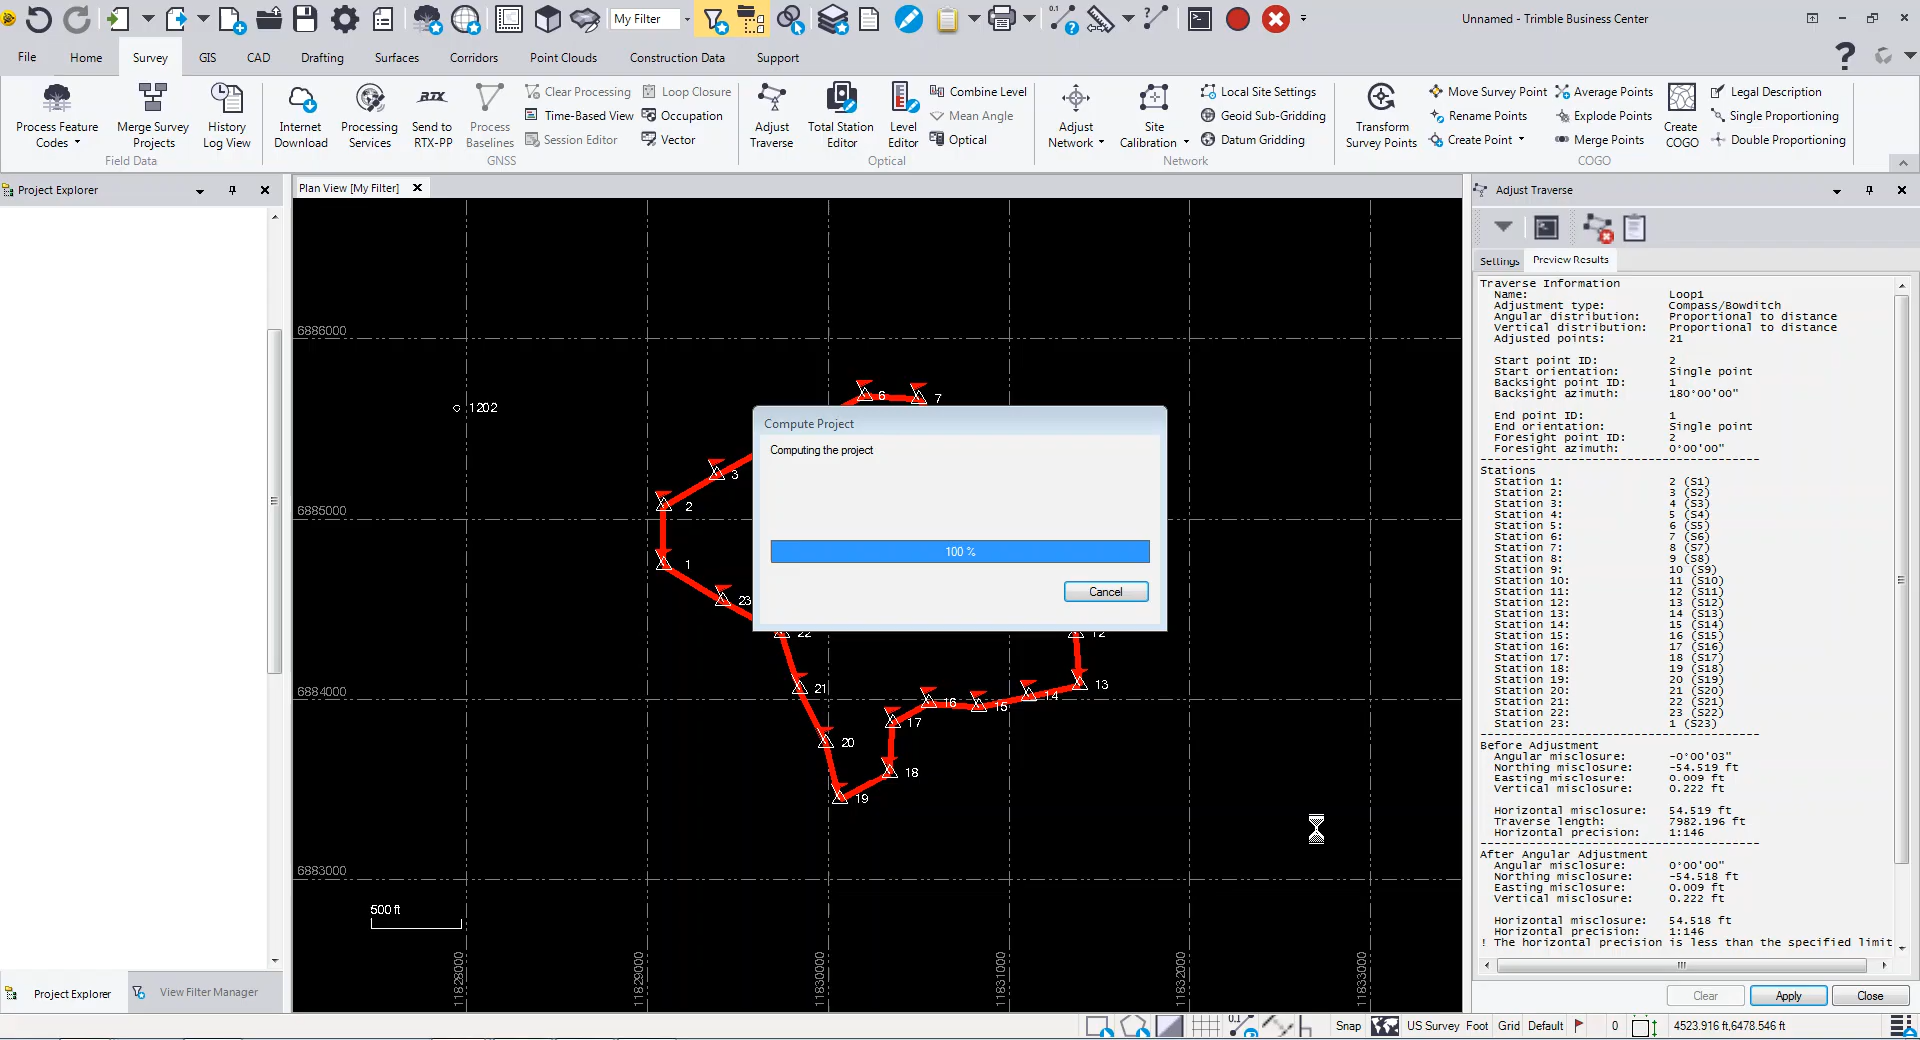 My Filter
Unnamed - Trimble Business Center
File
Home
Survey
GIS
CAD
Drafting
Surfaces
Corridors
Point Clouds
Construction Data
Support
Process Feature Codes
Merge Survey Projects
History Log View
Field Data
Internet Download
Processing Services
RTX
Send to RTX-PP
Process Baselines
Clear Processing
Loop Closure
Time-Based View
Occupation
Session Editor
Vector
GNSS
Adjust Traverse
Total Station Editor
Level Editor
Combine Level
Mean Angle
Optical
Optical
Adjust Network
Site Calibration
Local Site Settings
Geoid Sub-Gridding
Datum Gridding
Network
Transform Survey Points
Move Survey Point
Average Points
Rename Points
Explode Points
Create Point
Merge Points
Create COGO
Legal Description
Single Proportioning
Double Proportioning
COGO
Project Explorer
Plan View [My Filter]
Adjust Traverse
Settings
Preview Results
6886000
6885000
6884000
6883000
1202
6
7
3
2
1
23
22
12
21
13
14
16
15
17
20
18
19
500 ft
11828000
11829000
11830000
11831000
11832000
11833000
Compute Project
Computing the project
100 %
Cancel
Traverse Information
Name: Loop1
Adjustment type: Compass/Bowditch
Angular distribution: Proportional to distance
Vertical distribution: Proportional to distance
Adjusted points: 21
Start point ID: 2
Start orientation: Single point
Backsight point ID: 1
Backsight azimuth: 180°00'00"
End point ID: 1
End orientation: Single point
Foresight point ID: 2
Foresight azimuth: 0°00'00"
Stations
Station 1: 2 (S1)
Station 2: 3 (S2)
Station 3: 4 (S3)
Station 4: 5 (S4)
Station 5: 6 (S5)
Station 6: 7 (S6)
Station 7: 8 (S7)
Station 8: 9 (S8)
Station 9: 10 (S9)
Station 10: 11 (S10)
Station 11: 12 (S11)
Station 12: 13 (S12)
Station 13: 14 (S13)
Station 14: 15 (S14)
Station 15: 16 (S15)
Station 16: 17 (S16)
Station 17: 18 (S17)
Station 18: 19 (S18)
Station 19: 20 (S19)
Station 20: 21 (S20)
Station 21: 22 (S21)
Station 22: 23 (S22)
Station 23: 1 (S23)
Before Adjustment
Angular misclosure: -0°00'03"
Northing misclosure: -54.519 ft
Easting misclosure: 0.009 ft
Vertical misclosure: 0.222 ft
Horizontal misclosure: 54.519 ft
Traverse length: 7982.196 ft
Horizontal precision: 1:146
After Angular Adjustment
Angular misclosure: 0°00'00"
Northing misclosure: -54.518 ft
Easting misclosure: 0.009 ft
Vertical misclosure: 0.222 ft
Horizontal misclosure: 54.518 ft
Horizontal precision: 1:146
! The horizontal precision is less than the specified limit
Clear
Apply
Close
Project Explorer
View Filter Manager
Snap
US Survey Foot
Grid
Default
0
4523.916 ft,6478.546 ft